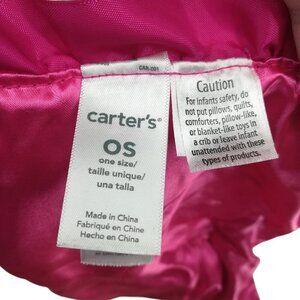 CAR-001
carter's®
OS
one size/
taille unique/
una talla
Made in China
Fabriqué en Chine
Hecho en China
Caution
For infants safety, do
not put pillows, quilts,
comforters, pillow-like
or blanket-like toys in
a crib or leave infant
unattended with these
types of products.